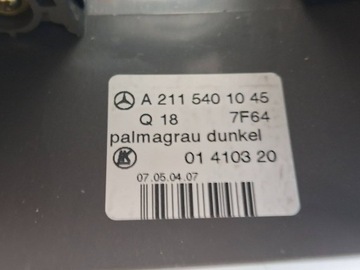 A 211 540 10 45
Q 18 7F64
palmagrau dunkel
K 01 4103 20
07.05.04.07